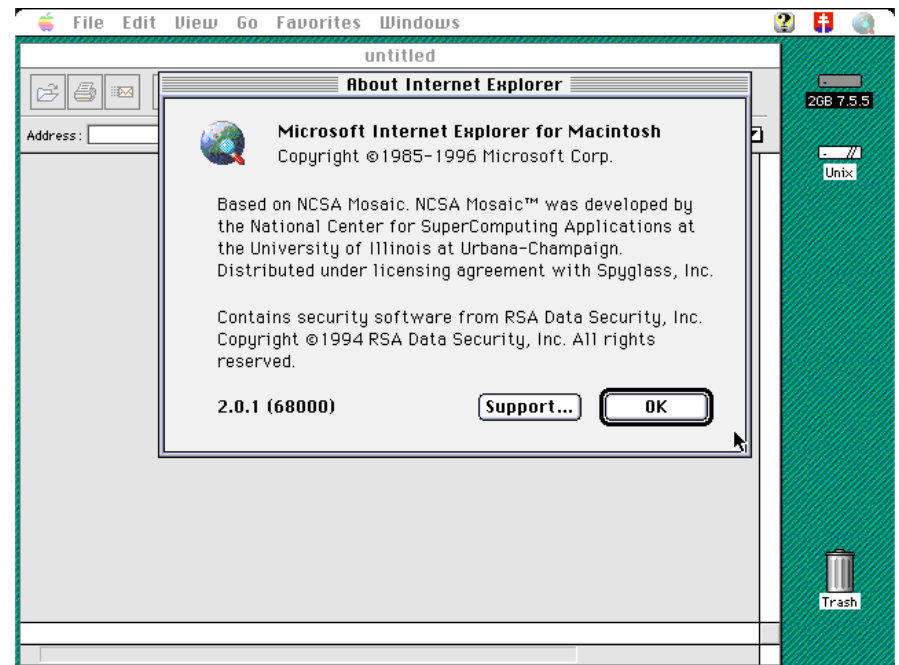 File Edit View Go Favorites Windows
untitled
About Internet Explorer
2GB 7.5.5
Address:
Unix
Microsoft Internet Explorer for Macintosh
Copyright ©1985-1996 Microsoft Corp.
Based on NCSA Mosaic. NCSA Mosaic™ was developed by
the National Center for SuperComputing Applications at
the University of Illinois at Urbana-Champaign.
Distributed under licensing agreement with Spyglass, Inc.
Contains security software from RSA Data Security, Inc.
Copyright ©1994 RSA Data Security, Inc. All rights
reserved.
2.0.1 (68000) Support... OK
Trash